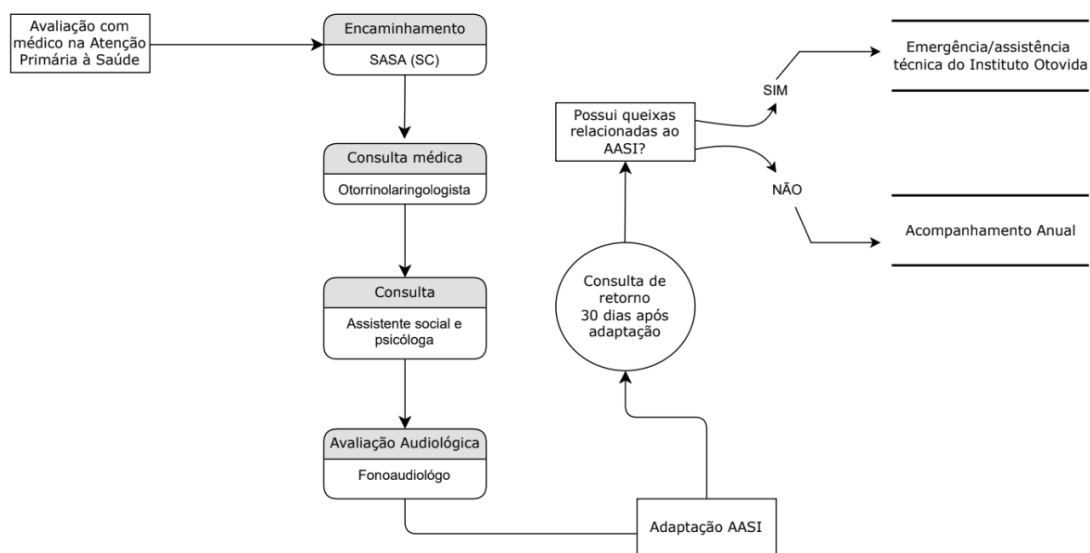 Avaliação com
médico na Atenção
Primária à Saúde
Encaminhamento
SASA (SC)
Consulta médica
Otorrinolaringologista
Consulta
Assistente social e
psicóloga
Avaliação Audiológica
Fonoaudiológo
Adaptação AASI
Consulta de
retorno
30 dias após
adaptação
Possui queixas
relacionadas ao
AASI?
SIM
Emergência/assistência
técnica do Instituto Otovida
NÃO
Acompanhamento Anual